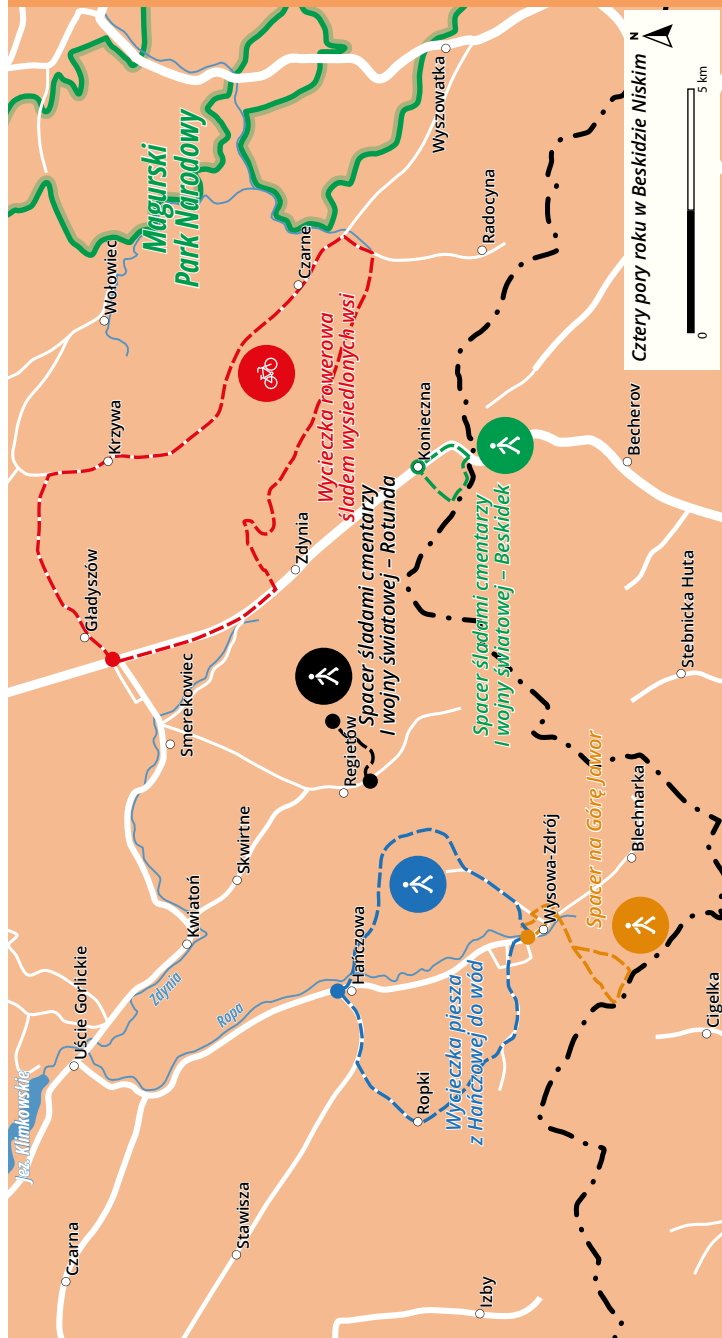 Jez. Klimkowskie
Czarna
Uście Gorlickie
Gładyszów
Krzywa
Wołowiec
Magurski
Park Narodowy
Zdynia
Smerekowiec
Kwiatoń
Ropa
Stawisza
Skwirtne
Zdynia
Czarne
Wycieczka rowerowa
śladem wysiedlonych wsi
Regietów
Hańczowa
Spacer śladami cmentarzy
I wojny światowej – Rotunda
Ropki
Konieczna
Wyszowatka
Wycieczka piesza
z Hańczowej do wód
Spacer śladami cmentarzy
I wojny światowej – Beskidek
Izby
Radocyna
Wysowa-Zdrój
Spacer na Górę Jawor
Blechnarka
Becherov
Cztery pory roku w Beskidzie Niskim
N
Stebnicka Huta
0
5 km
Cigelka